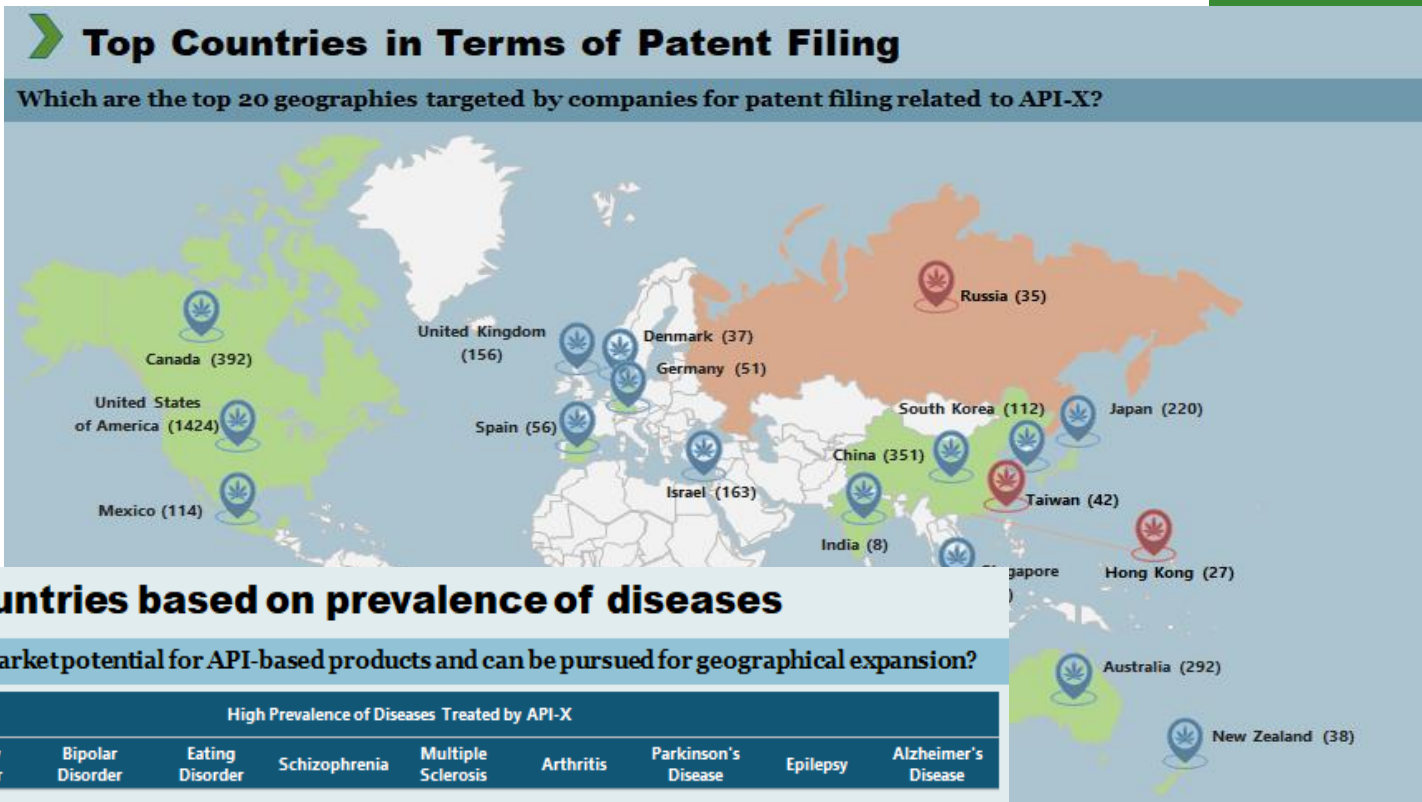 Top Countries in Terms of Patent Filing
Which are the top 20 geographies targeted by companies for patent filing related to API-X?
Russia (35)
United Kingdom
(156)
Denmark (37)
Canada (392)
Germany (51)
United States
of America (1424)
South Korea (112)
Japan (220)
Spain (56)
China (351)
Israel (163)
Taiwan (42)
Mexico (114)
India (8)
Hong Kong (27)
Australia (292)
New Zealand (38)
based on prevalence of diseases
potential for API-based products and can be pursued for geographical expansion?
High Prevalence of Diseases Treated by API-X
Bipolar
Disorder
Eating
Disorder
Schizophrenia
Multiple
Sclerosis
Arthritis
Parkinson's
Disease
Epilepsy
Alzheimer's
Disease